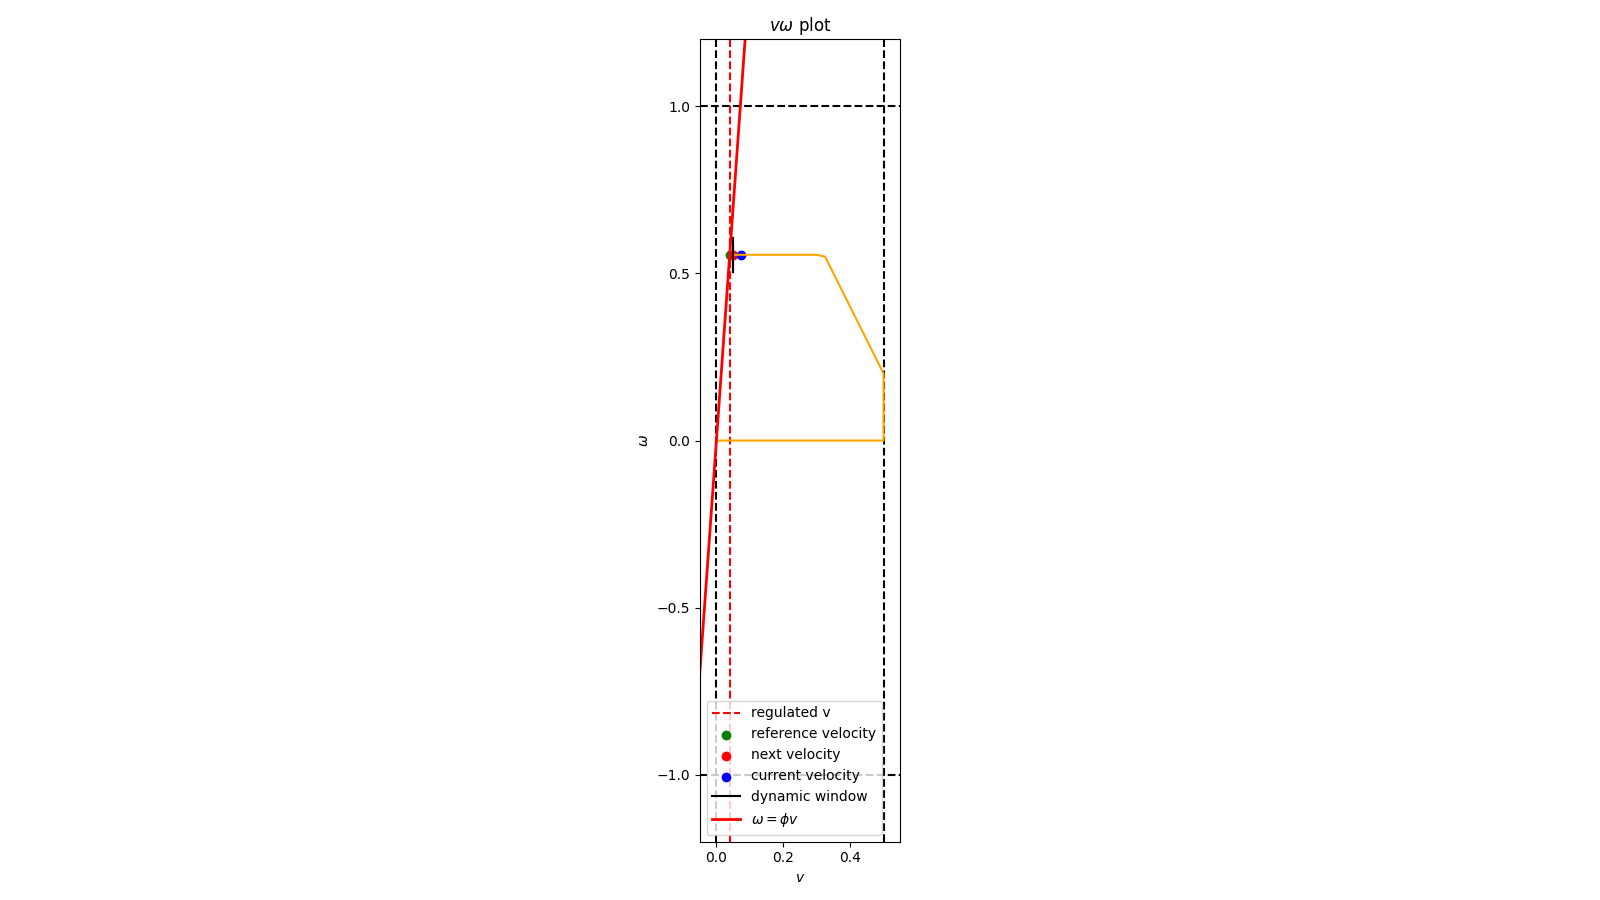 vω plot
1.0
0.5
0.0
−0.5
−1.0
ω
regulated v
reference velocity
next velocity
current velocity
dynamic window
ω = ϕv
0.0 0.2 0.4
v